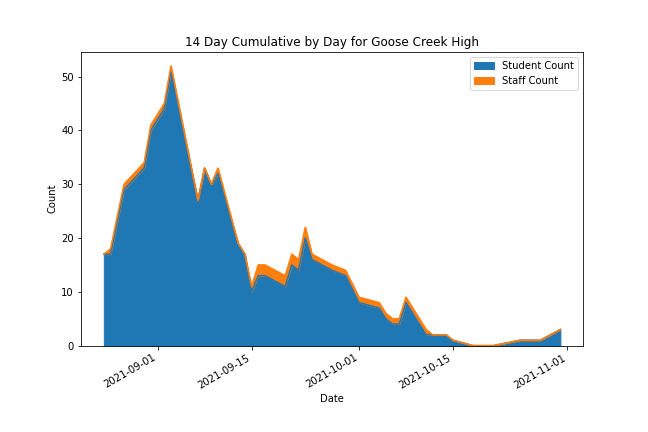 14 Day Cumulative by Day for Goose Creek High
Student Count
Staff Count
50
40
30
20
10
0
Count
2021-09-01
2021-09-15
2021-10-01
2021-10-15
2021-11-01
Date